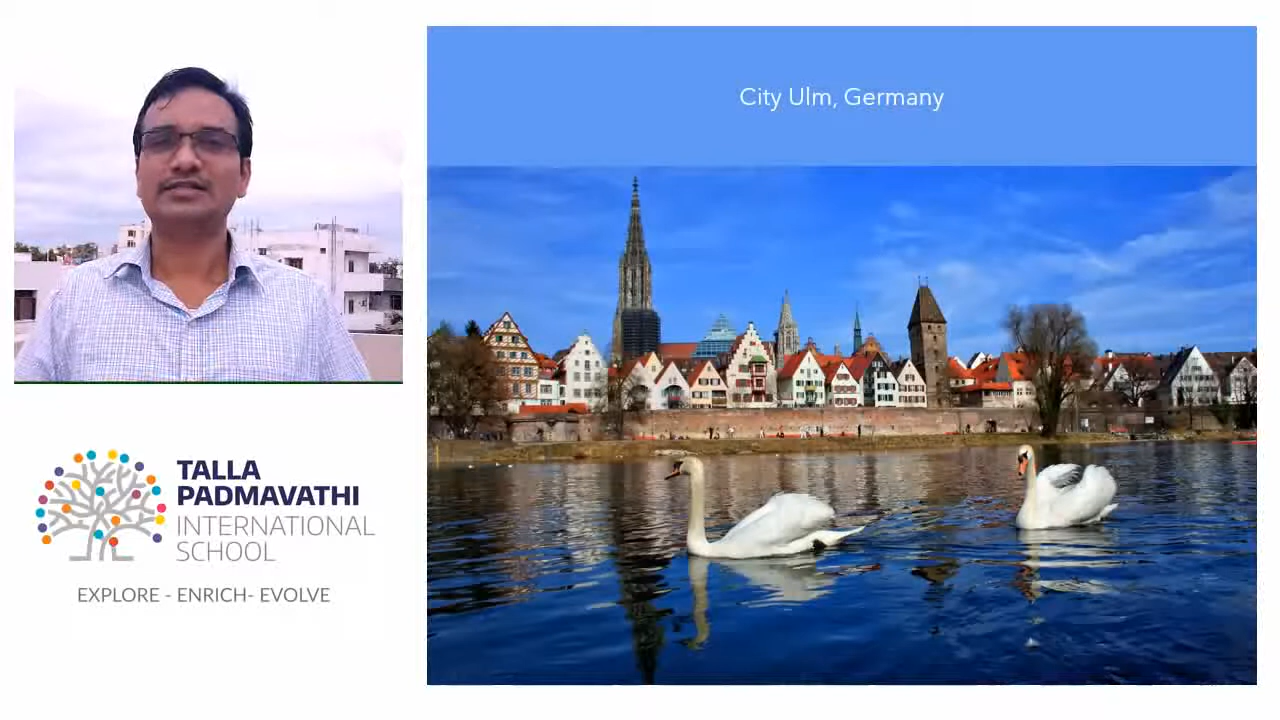 City Ulm, Germany
TALLA
PADMAVATHI
INTERNATIONAL
SCHOOL
EXPLORE - ENRICH- EVOLVE